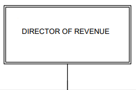 DIRECTOR OF REVENUE